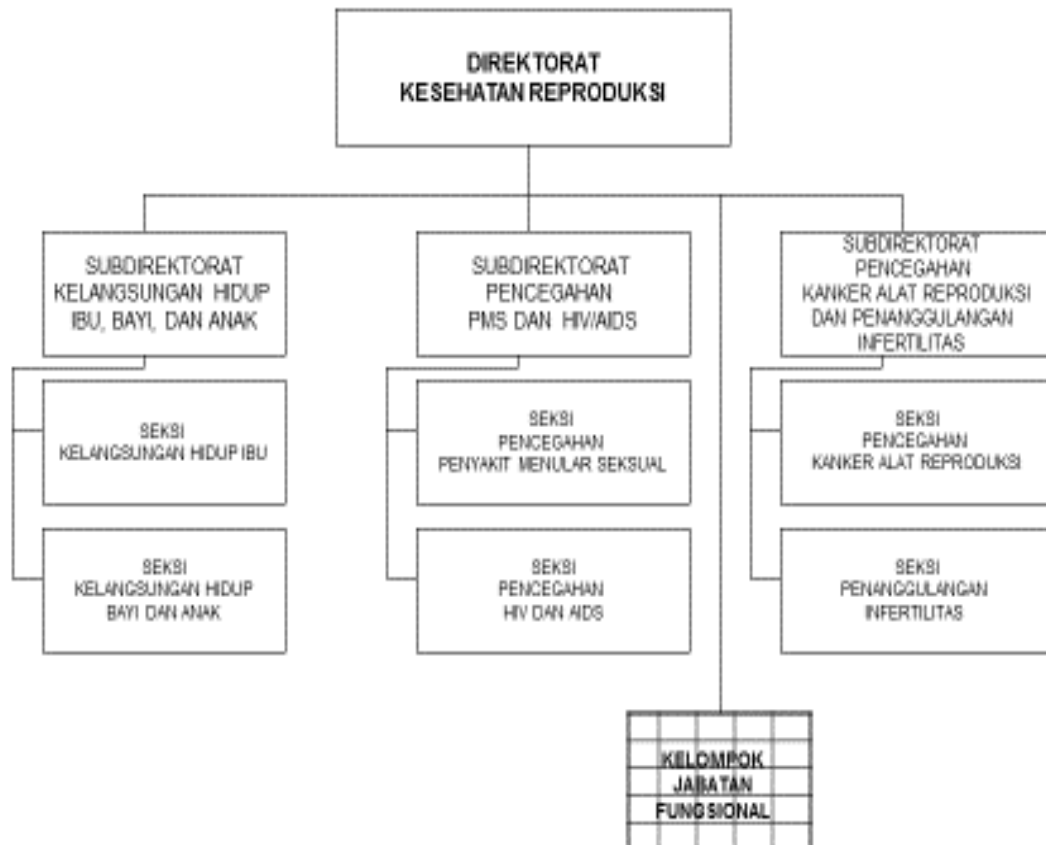 DIREKTORAT
KESEHATAN REPRODUKSI
SUBDIREKTORAT
KELANGSUNGAN HIDUP
IBU, BAYI, DAN ANAK
SUBDIREKTORAT
PENCEGAHAN
PMS DAN HIV/AIDS
SUBDIREKTORAT
PENCEGAHAN
KANKER ALAT REPRODUKSI
DAN PENANGGULANGAN
INFERTILITAS
SEKSI
KELANGSUNGAN HIDUP IBU
SEKSI
PENCEGAHAN
PENYAKIT MENULAR SEKSUAL
SEKSI
PENCEGAHAN
KANKER ALAT REPRODUKSI
SEKSI
KELANGSUNGAN HIDUP
BAYI DAN ANAK
SEKSI
PENCEGAHAN
HIV DAN AIDS
SEKSI
PENANGGULANGAN
INFERTILITAS
KELOMPOK
JABATAN
FUNGSIONAL